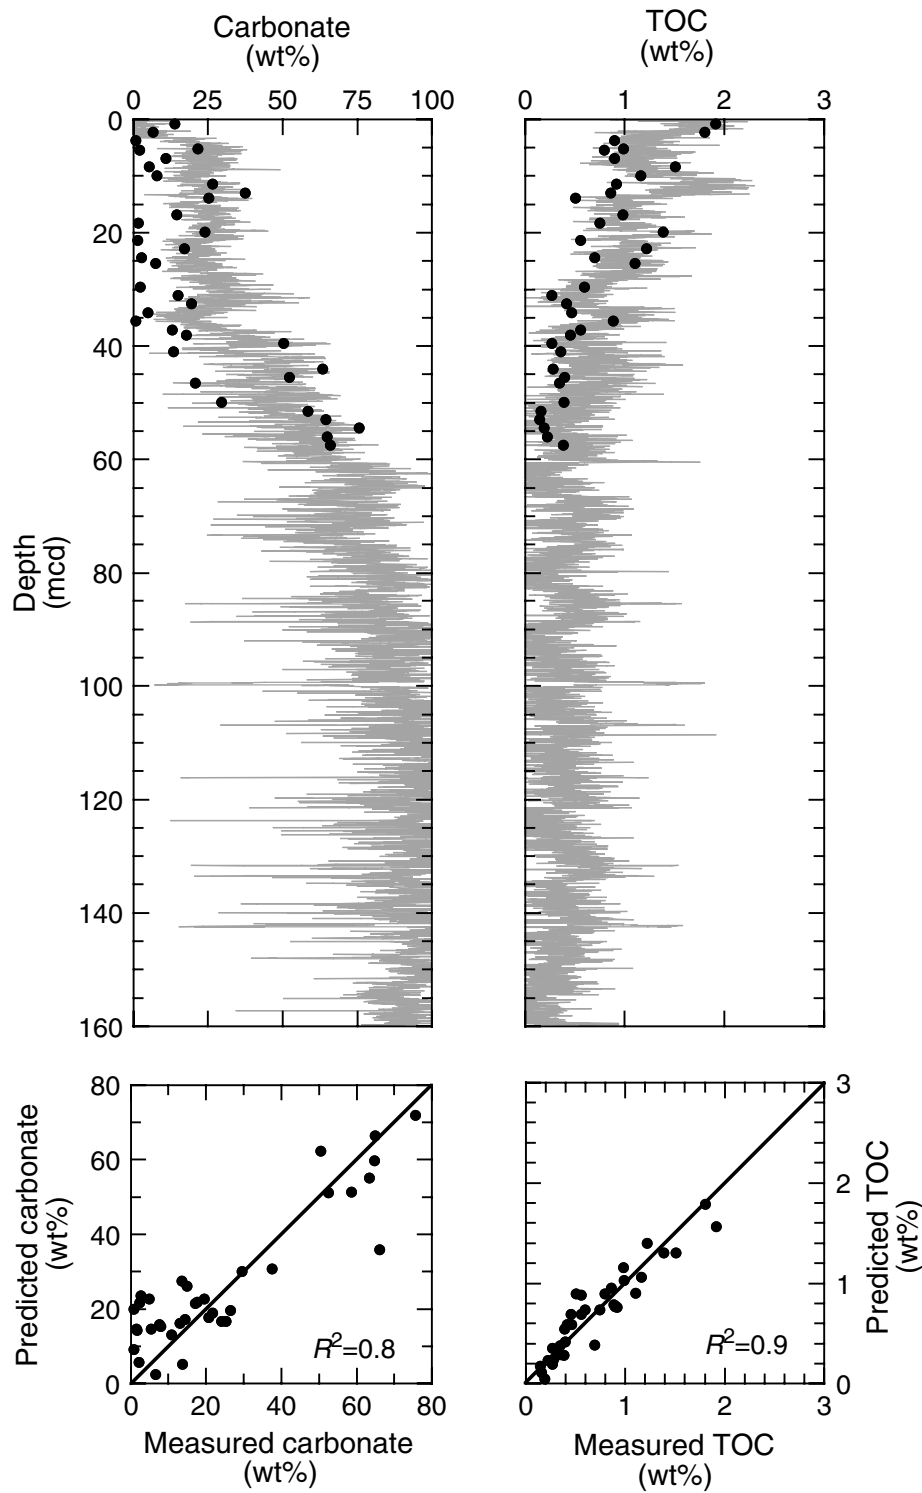 Carbonate
(wt%)
TOC
(wt%)
0 25 50 75 100
0 1 2 3
0
20
40
60
80
100
120
140
160
Depth
(mcd)
80
60
40
20
0
Predicted carbonate
(wt%)
R²=0.8
0 20 40 60 80
Measured carbonate
(wt%)
3
2
1
0
Predicted TOC
(wt%)
R²=0.9
0 1 2 3
Measured TOC
(wt%)